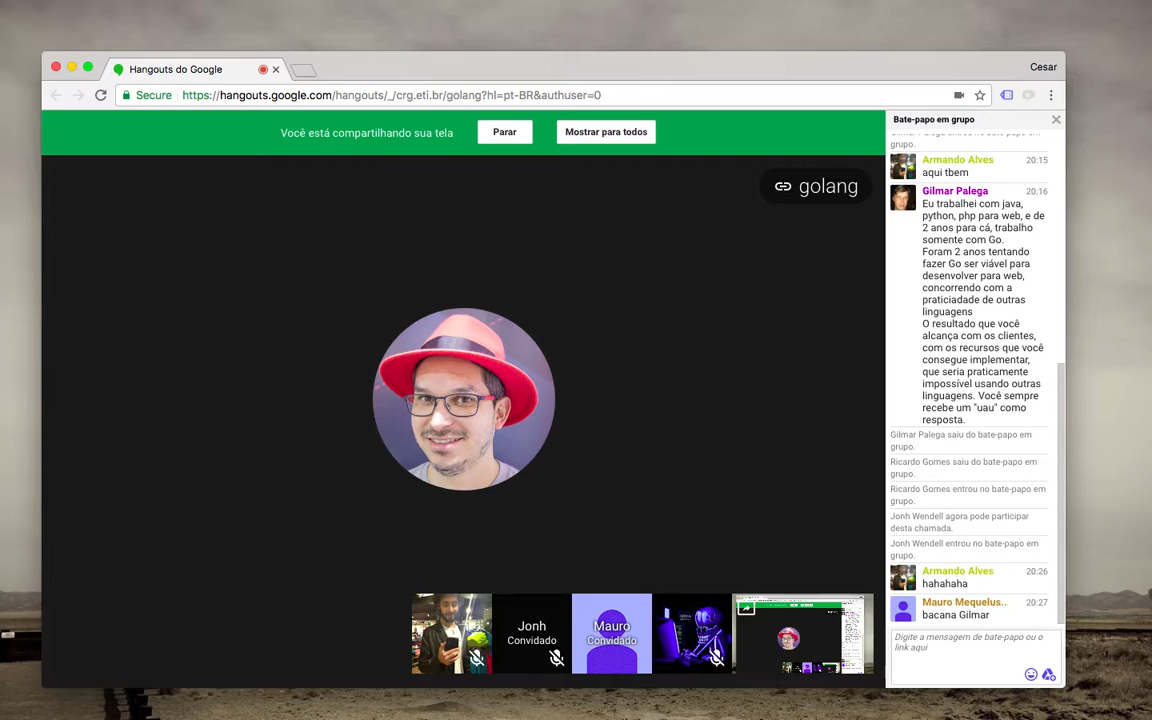 Hangouts do Google
Cesar
Secure
https://hangouts.google.com/hangouts/_/crg.eti.br/golang?hl=pt-BR&authuser=0
Você está compartilhando sua tela
Parar
Mostrar para todos
golang
Jonh
Convidado
Mauro
Convidado
Bate-papo em grupo
grupo.
Armando Alves 20:15
aqui tbem
Gilmar Palega 20:16
Eu trabalhei com java,
python, php para web, e de
2 anos para cá, trabalho
somente com Go.
Foram 2 anos tentando
fazer Go ser viável para
desenvolver para web,
concorrendo com a
praticiadade de outras
linguagens
O resultado que você
alcança com os clientes,
com os recursos que você
consegue implementar,
que seria praticamente
impossível usando outras
linguagens. Você sempre
recebe um "uau" como
resposta.
Gilmar Palega saiu do bate-papo em
grupo.
Ricardo Gomes saiu do bate-papo em
grupo.
Ricardo Gomes entrou no bate-papo em
grupo.
Jonh Wendell agora pode participar
desta chamada.
Jonh Wendell entrou no bate-papo em
grupo.
Armando Alves 20:26
hahahaha
Mauro Mequelus... 20:27
bacana Gilmar
Digite a mensagem de bate-papo ou o
link aqui